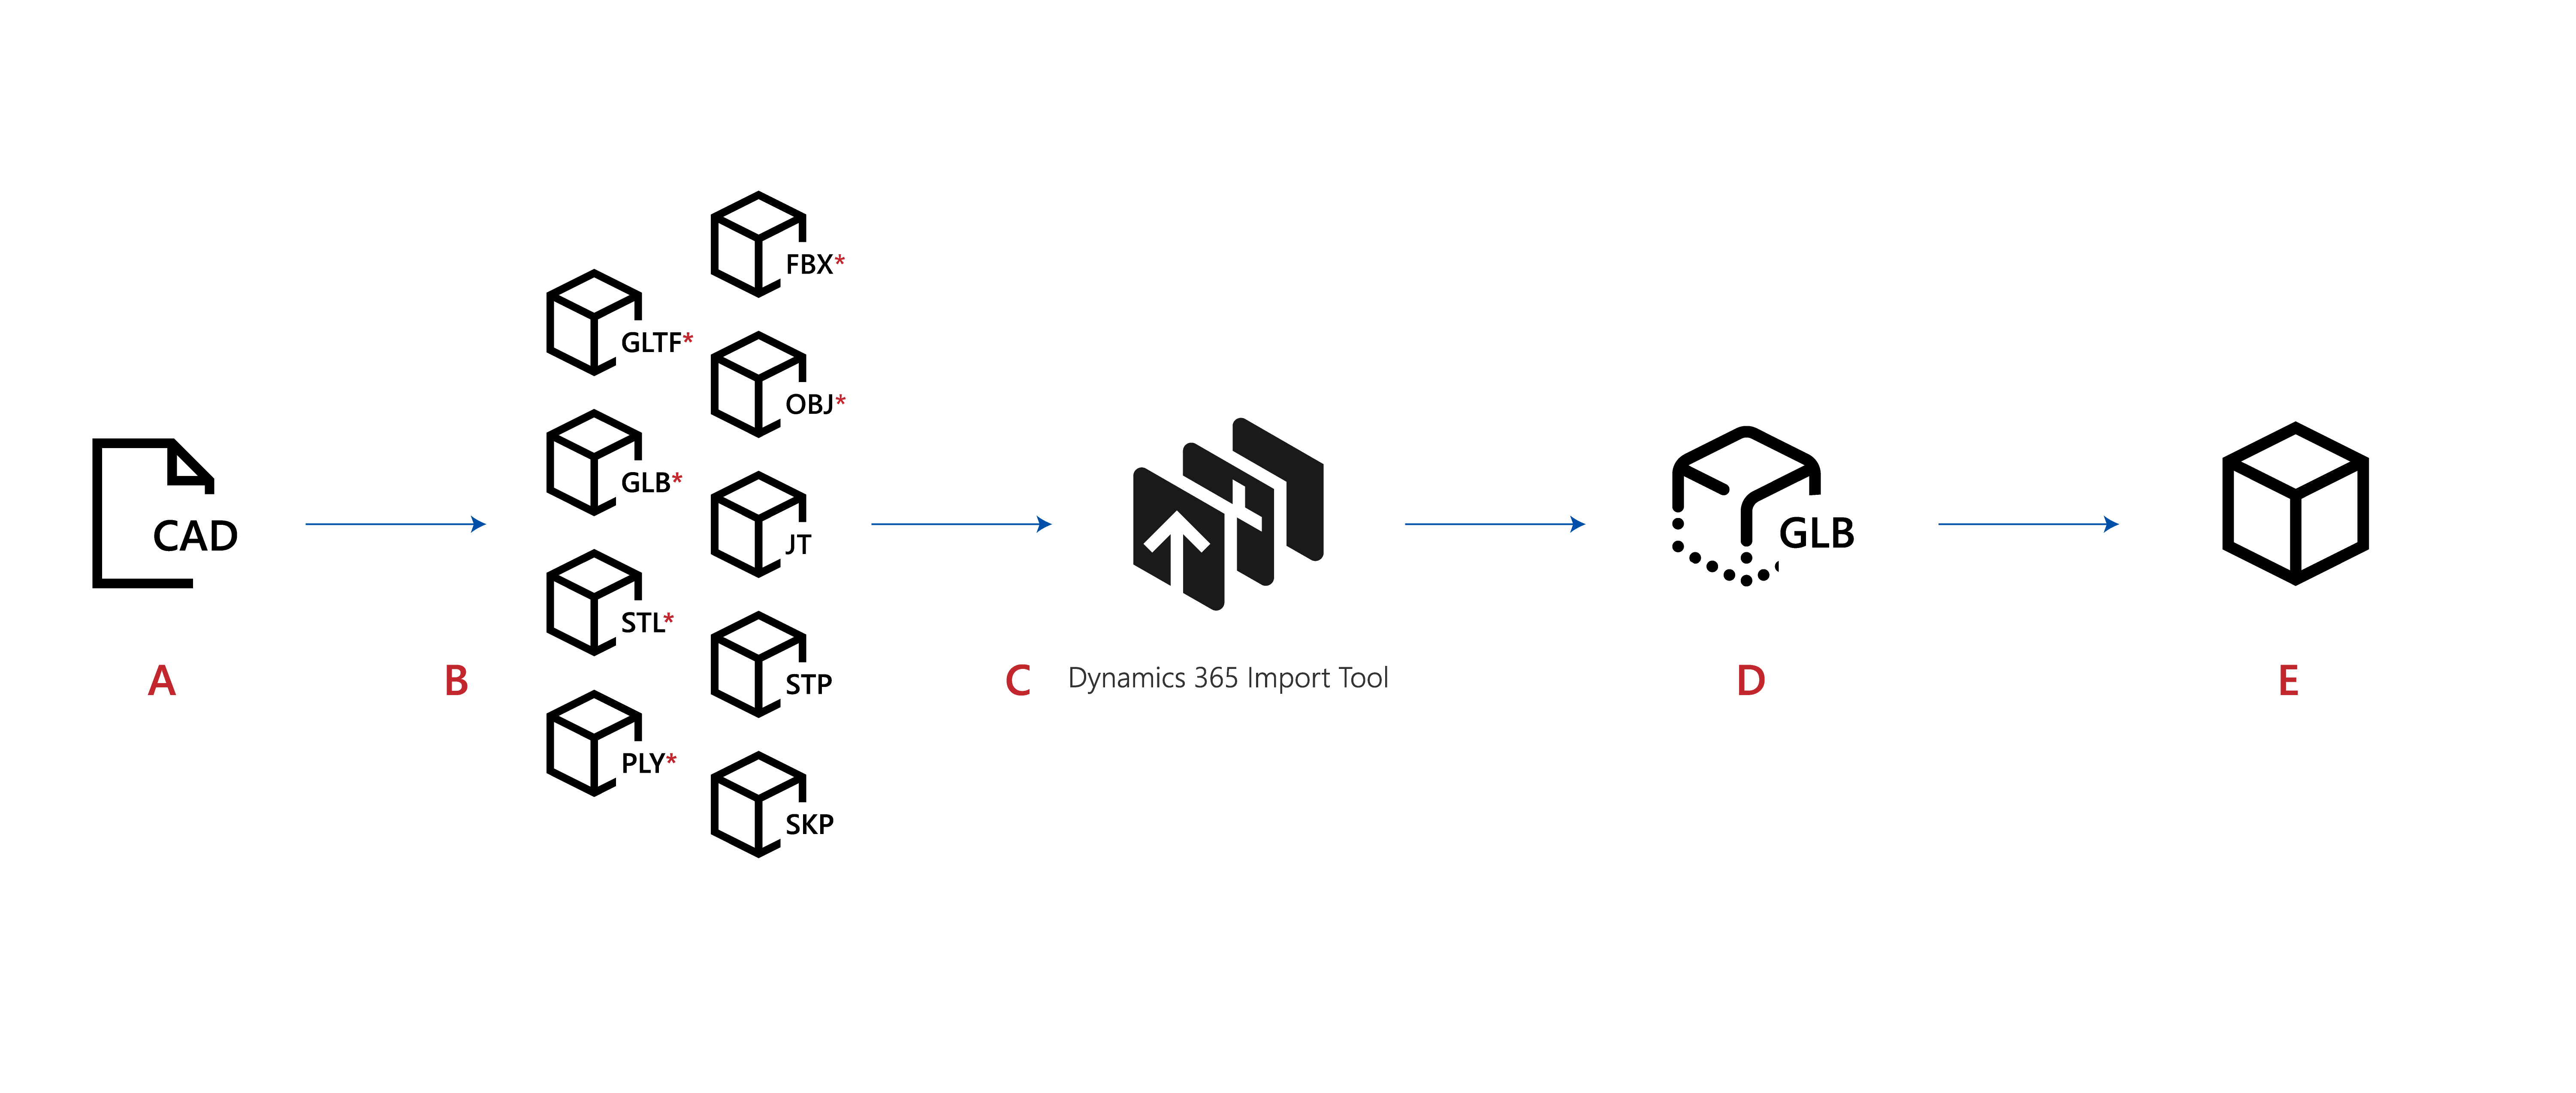 CAD
A
B
GLTF*
GLB*
STL*
PLY*
FBX*
OBJ*
JT
STP
SKP
C Dynamics 365 Import Tool
GLB
D
E